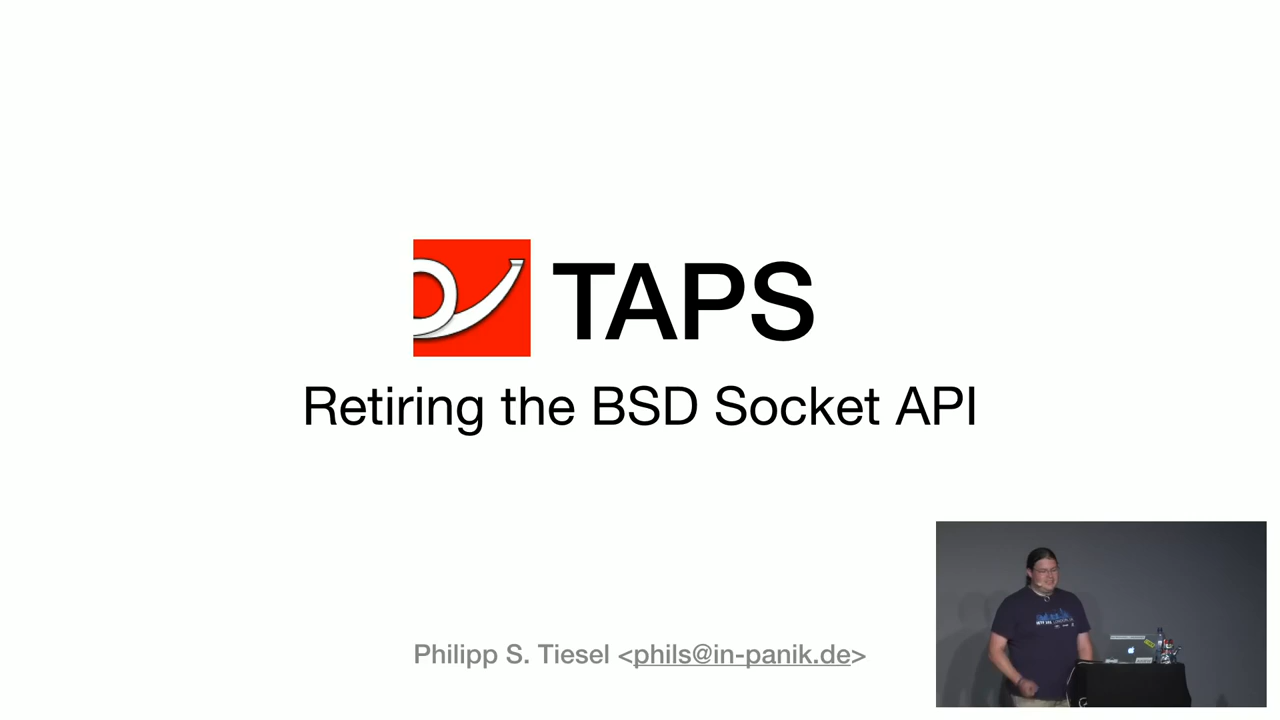 TAPS
Retiring the BSD Socket API
Philipp S. Tiesel <phils@in-panik.de>